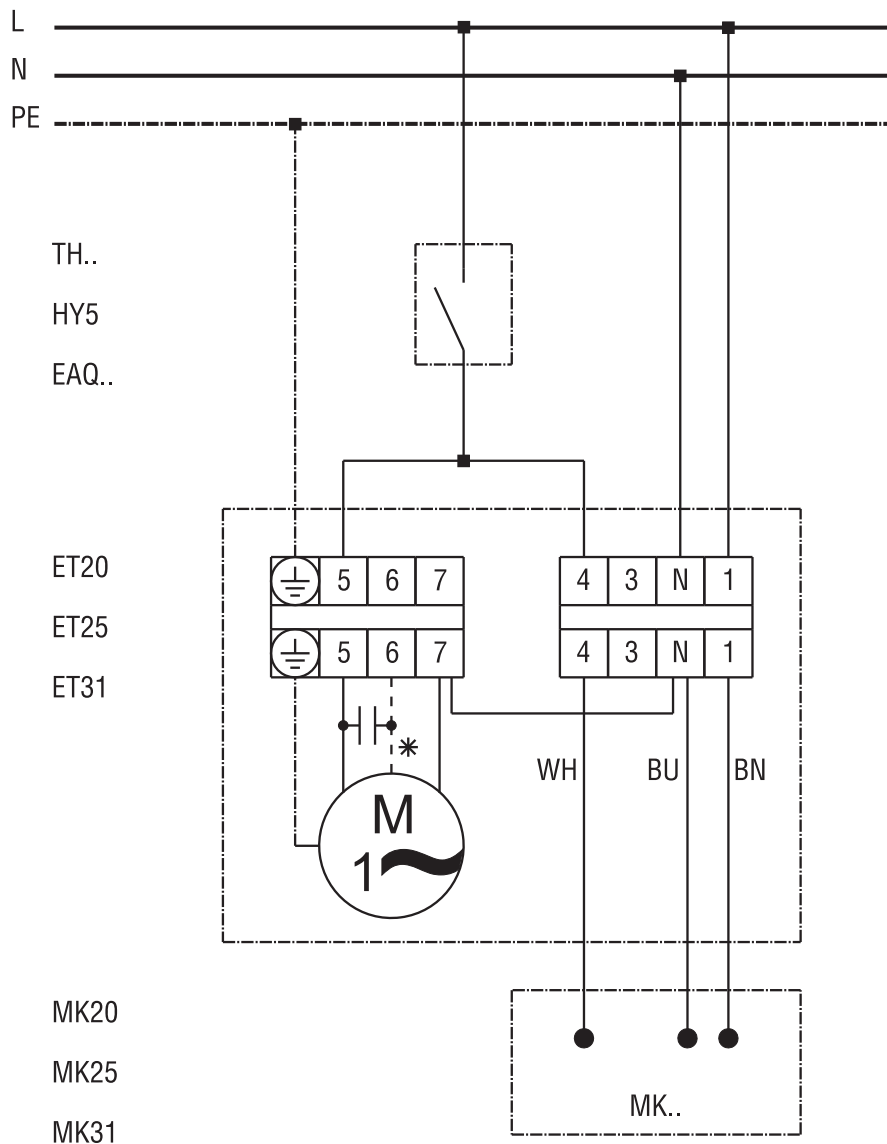 L
N
PE
TH..
HY5
EAQ..
ET20
5 6 7 4 3 N 1
ET25
5 6 7 4 3 N 1
ET31
*
WH BU BN
M
1~
MK20
MK25
MK..
MK31